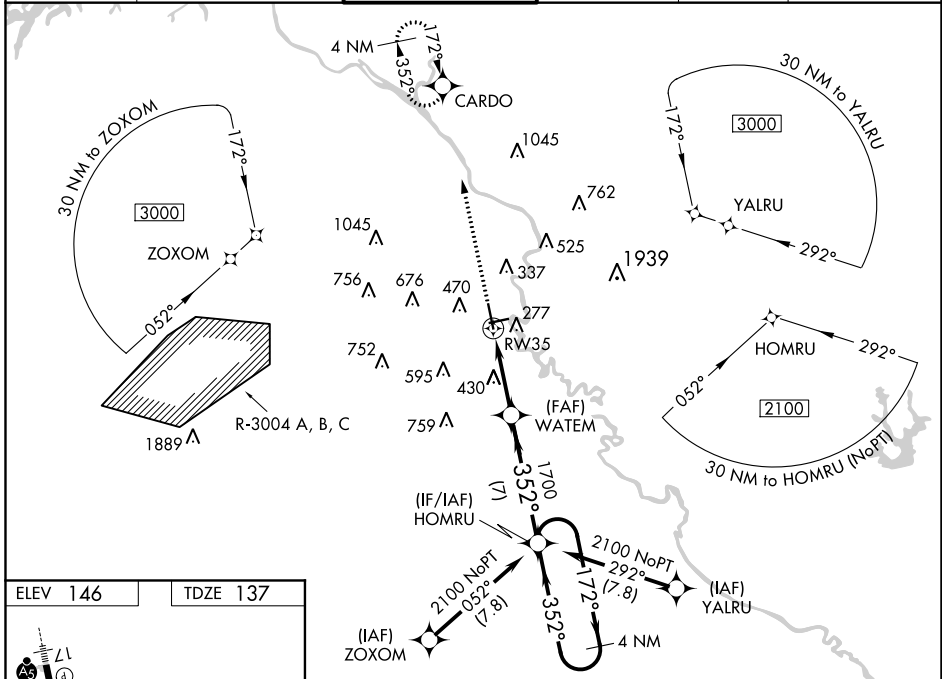 4 NM
172°
352°
CARDO
30 NM to ZOXOM
172°
3000
ZOXOM
052°
R-3004 A, B, C
1889
1045
762
525
1939
1045
337
756
676
470
277
RW35
752
595
430
759
30 NM to YALRU
3000
172°
YALRU
292°
HOMRU
292°
052°
2100
30 NM to HOMRU (NoPT)
(FAF)
WATEM
1700
352°
(7)
(IF/IAF)
HOMRU
2100 NoPT
292°
(7.8)
(IAF)
YALRU
2100 NoPT
052°
(7.8)
(IAF)
ZOXOM
172°
352°
4 NM
ELEV 146
TDZE 137
17
A5
P